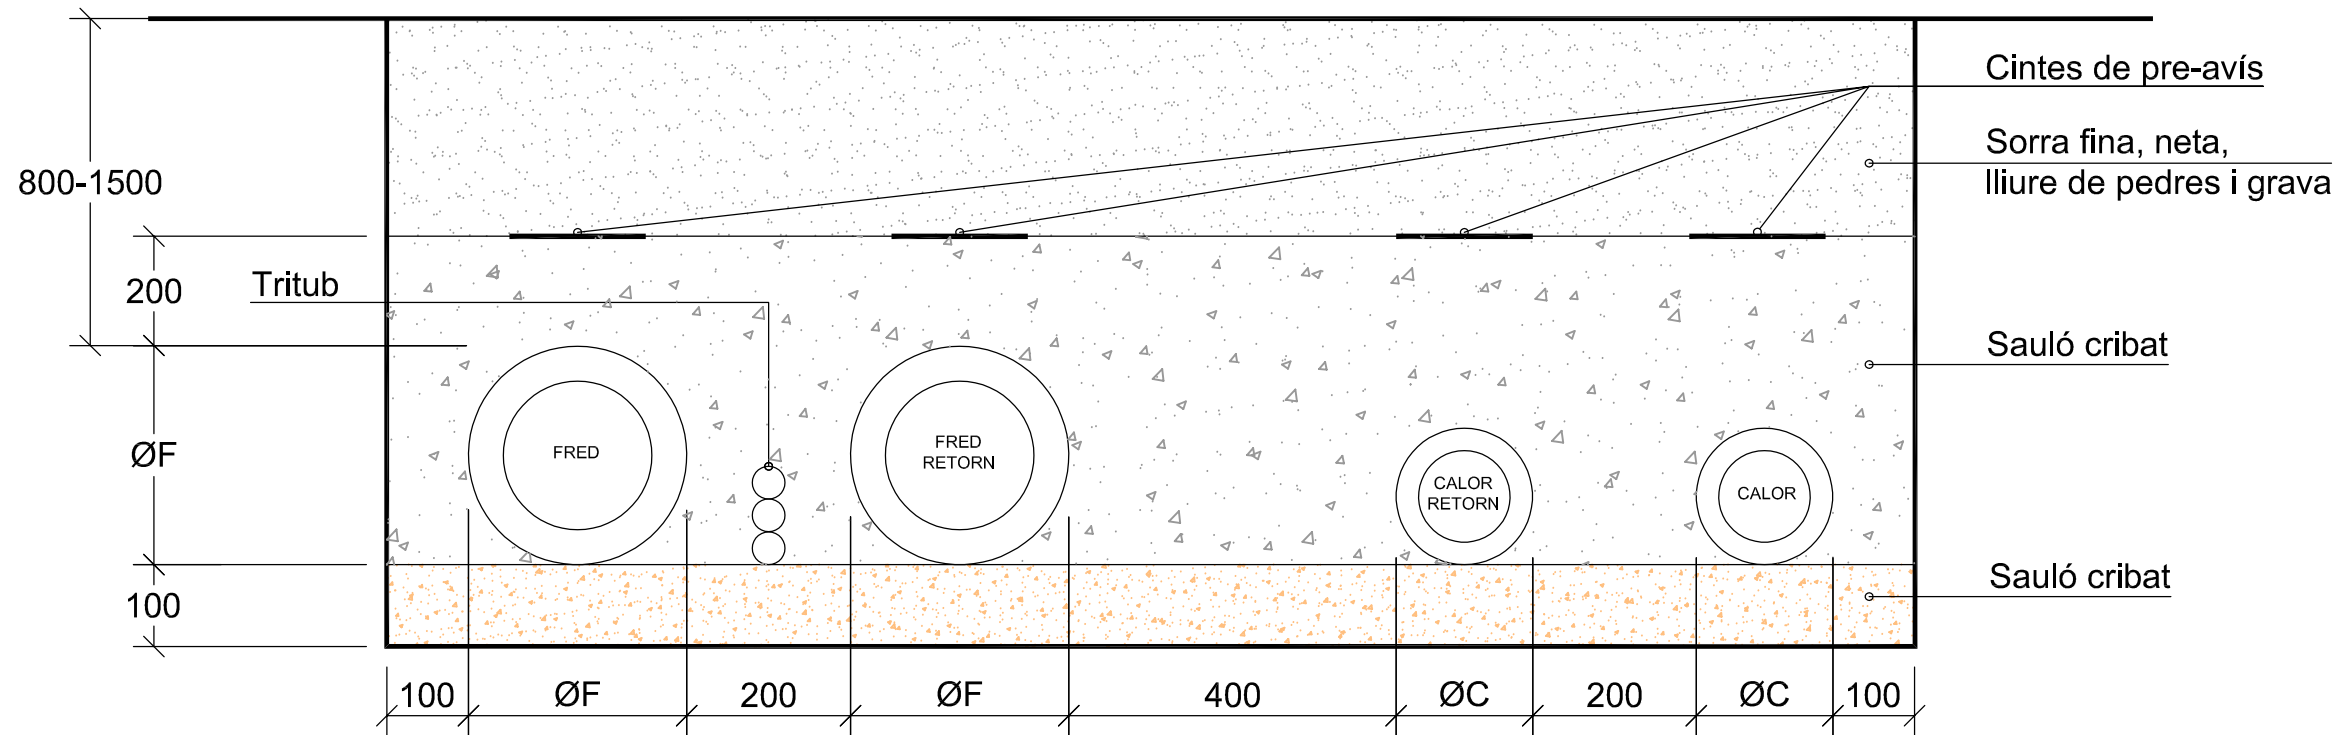 Cintes de pre-avís
Sorra fina, neta,
lliure de pedres i grava
800-1500
200
Tritub
Sauló cribat
ØF
FRED
FRED
RETORN
CALOR
RETORN
CALOR
Sauló cribat
100
100
ØF
200
ØF
400
ØC
200
ØC
100